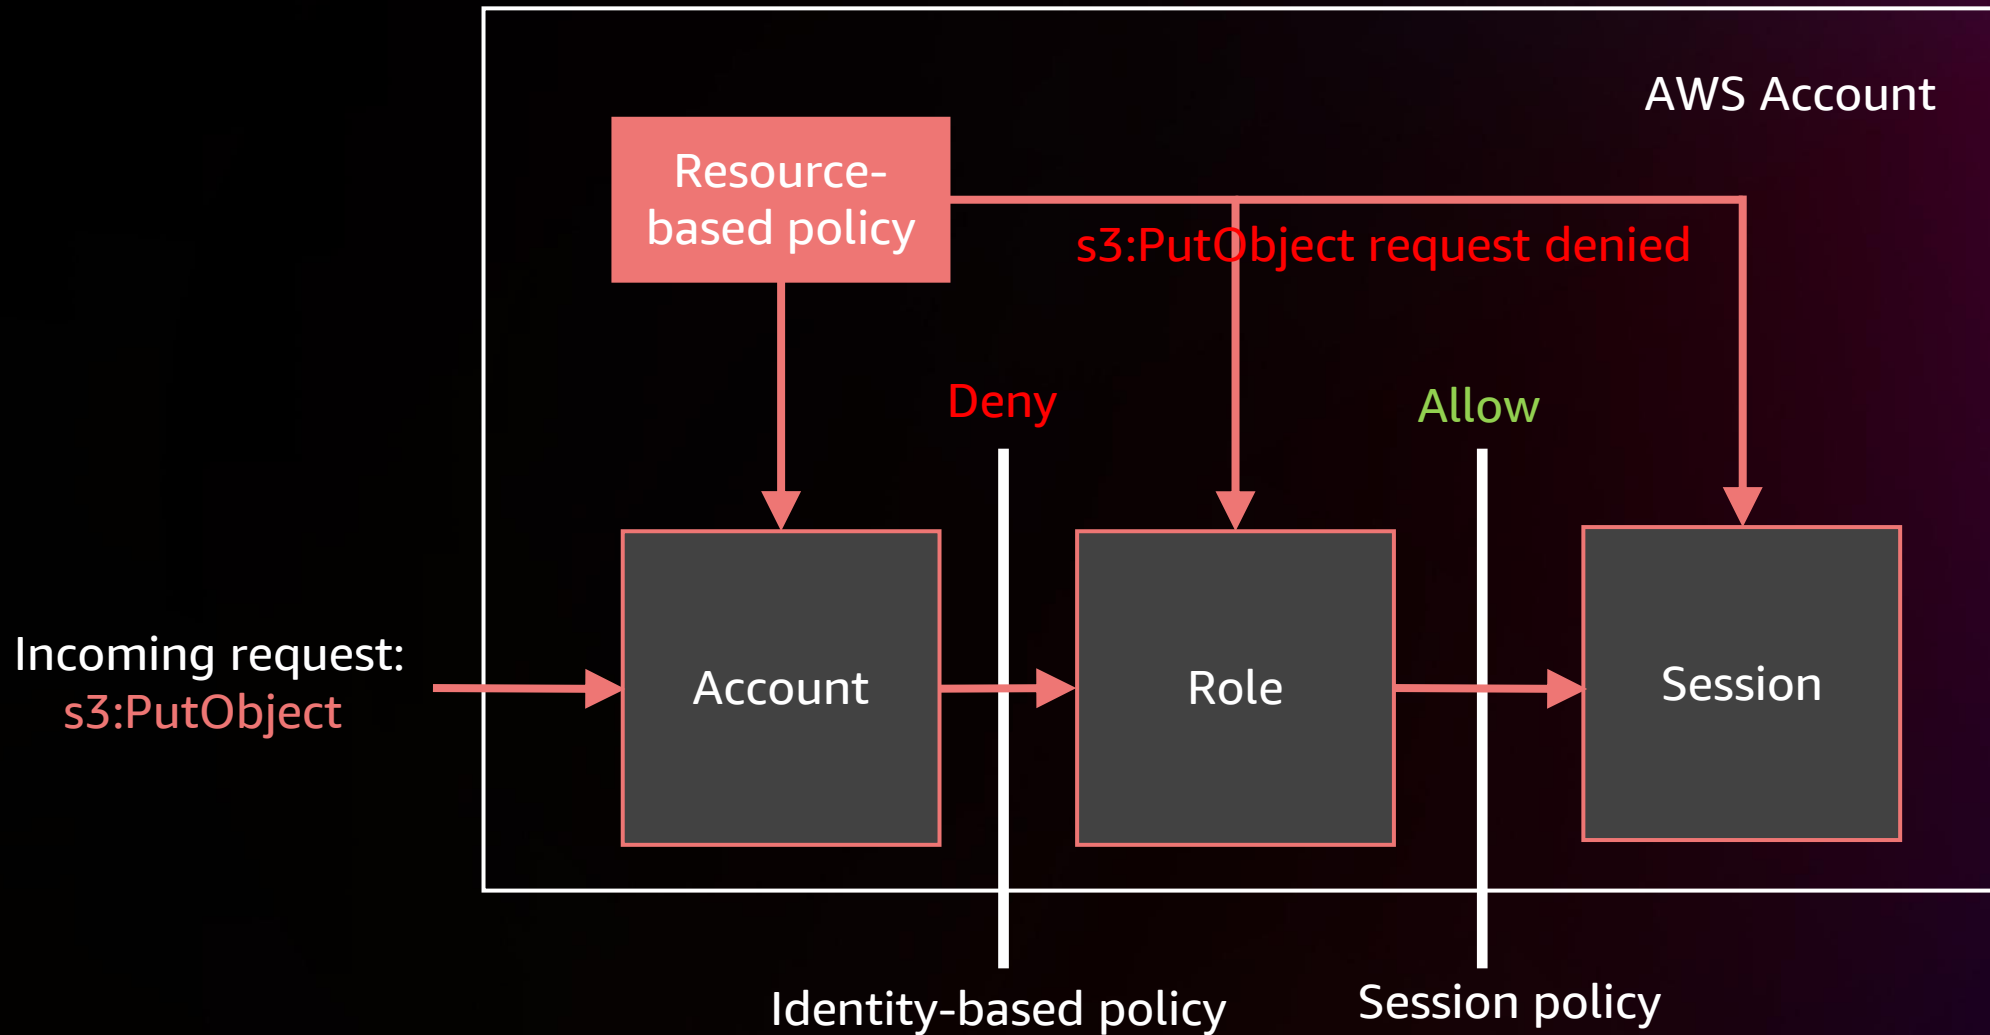 AWS Account
Resource-
based policy
s3:PutObject request denied
Deny
Allow
Incoming request:
s3:PutObject
Account
Role
Session
Identity-based policy
Session policy